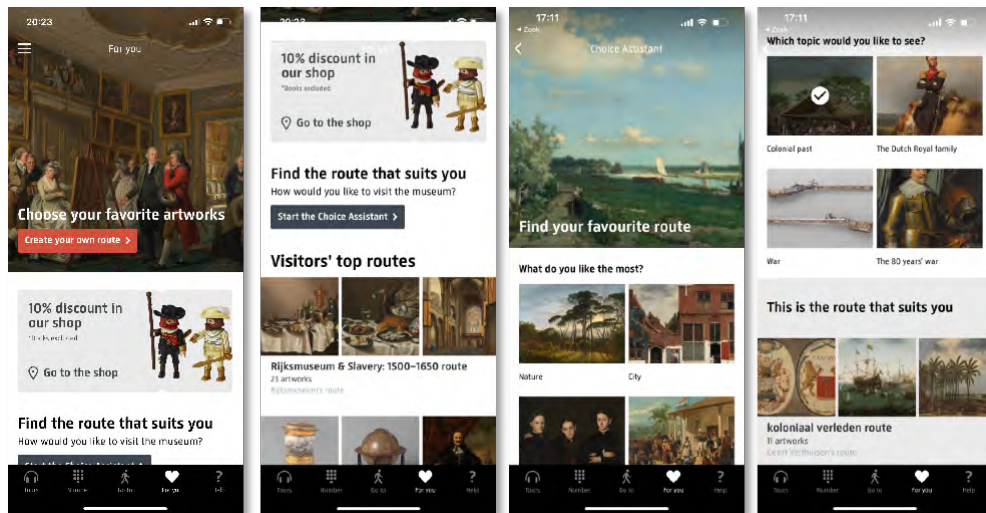 20:23
For you
Choose your favorite artworks
Create your own route >
10% discount in
our shop
*Books excluded
Go to the shop
Find the route that suits you
How would you like to visit the museum?
Start the Choice Assistant >
Tours
Number
Go to
For you
Help
20:23
10% discount in
our shop
*Books excluded
Go to the shop
Find the route that suits you
How would you like to visit the museum?
Start the Choice Assistant >
Visitors' top routes
Rijksmuseum & Slavery: 1500–1650 route
23 artworks
Rijksmuseum's route
Tours
Number
Go to
For you
Help
17:11
Choice Assistant
Find your favourite route
What do you like the most?
Nature
City
Tours
Number
Go to
For you
Help
17:11
Which topic would you like to see?
Colonial past
The Dutch Royal family
War
The 80 years' war
This is the route that suits you
koloniaal verleden route
11 artworks
Tours
Number
Go to
For you
Help